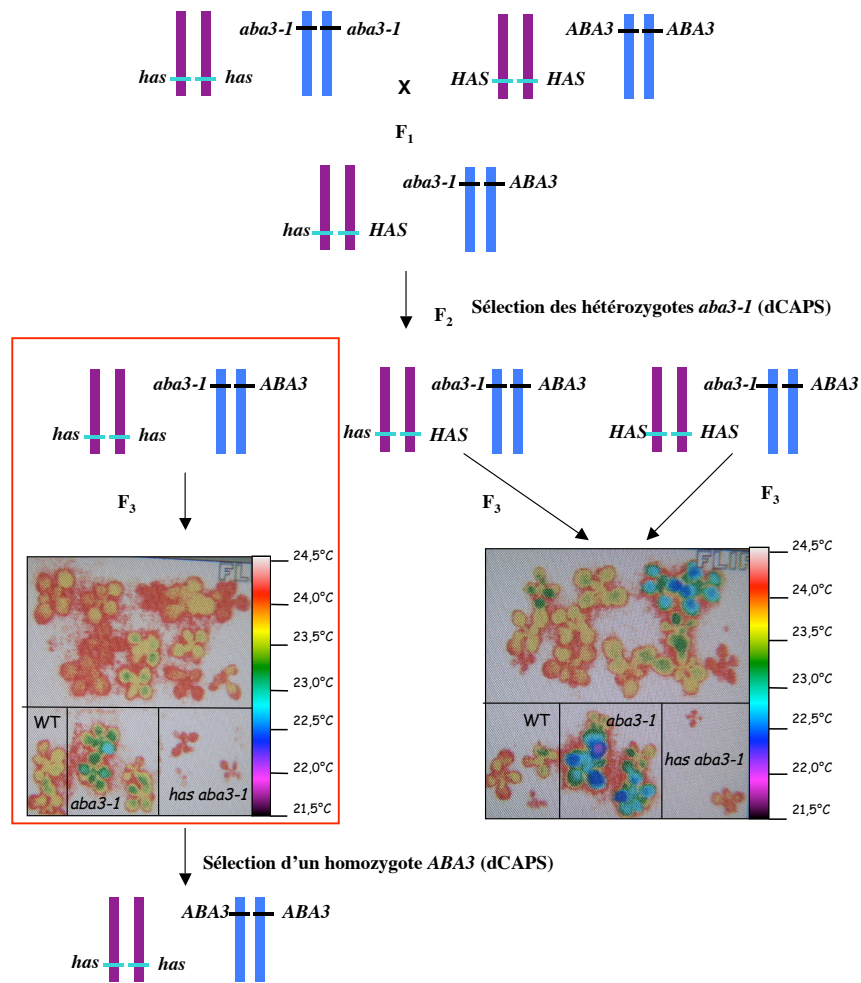 aba3-1 aba3-1 ABA3 ABA3
has has HAS HAS
X
F1
aba3-1 ABA3
has HAS
F2 Sélection des hétérozygotes aba3-1 (dCAPS)
aba3-1 ABA3 aba3-1 ABA3 aba3-1 ABA3
has has has HAS HAS HAS
F3 F3 F3
24,5°C
24,0°C
23,5°C
23,0°C
22,5°C
22,0°C
21,5°C
WT
aba3-1
has aba3-1
24,5°C
24,0°C
23,5°C
23,0°C
22,5°C
22,0°C
21,5°C
WT
aba3-1
has aba3-1
Sélection d'un homozygote ABA3 (dCAPS)
ABA3 ABA3
has has